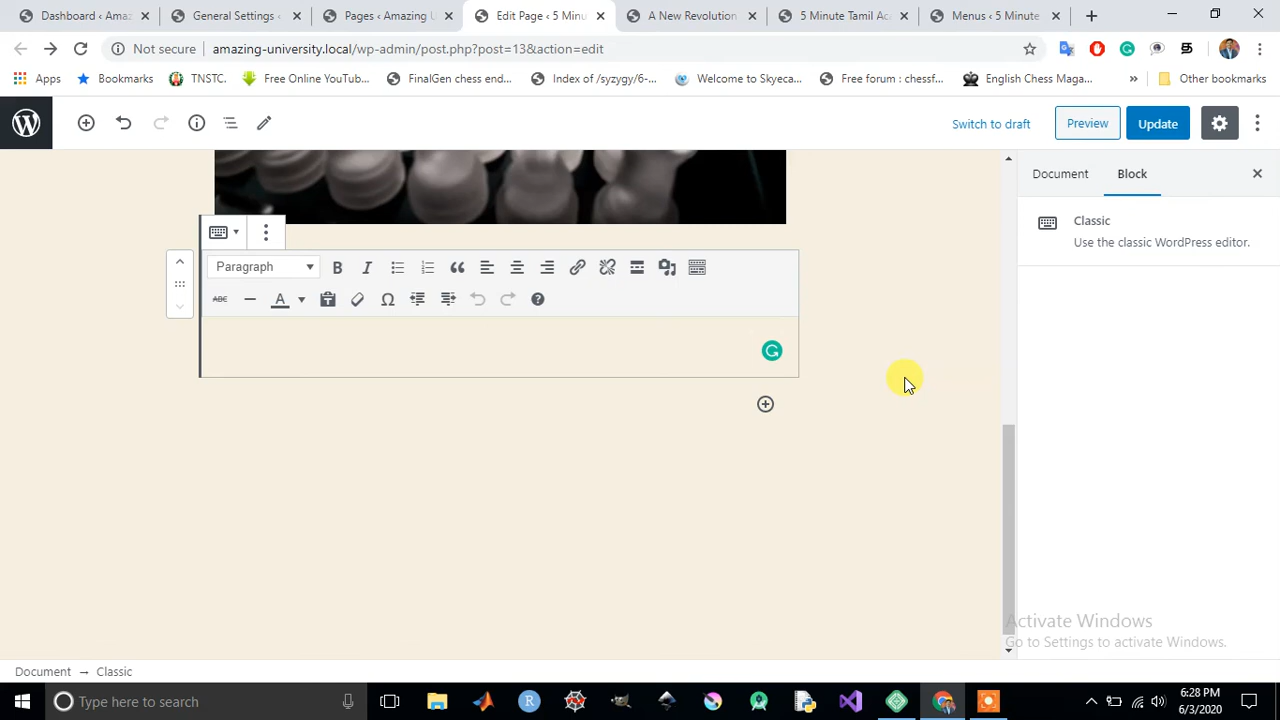 Dashboard ‹ Amaz
General Settings ‹
Pages ‹ Amazing U
Edit Page ‹ 5 Minu
A New Revolution
5 Minute Tamil Aca
Menus ‹ 5 Minute
Not secure
amazing-university.local/wp-admin/post.php?post=13&action=edit
Apps
Bookmarks
TNSTC.
Free Online YouTub...
FinalGen chess end...
Index of /syzygy/6-...
Welcome to Skyeca...
Free forum : chessf...
English Chess Maga...
»
Other bookmarks
Switch to draft
Preview
Update
Document
Block
Classic
Use the classic WordPress editor.
Paragraph
B
I
ABC
A
Ω
Activate Windows
Go to Settings to activate Windows.
Document → Classic
Type here to search
6:28 PM
6/3/2020